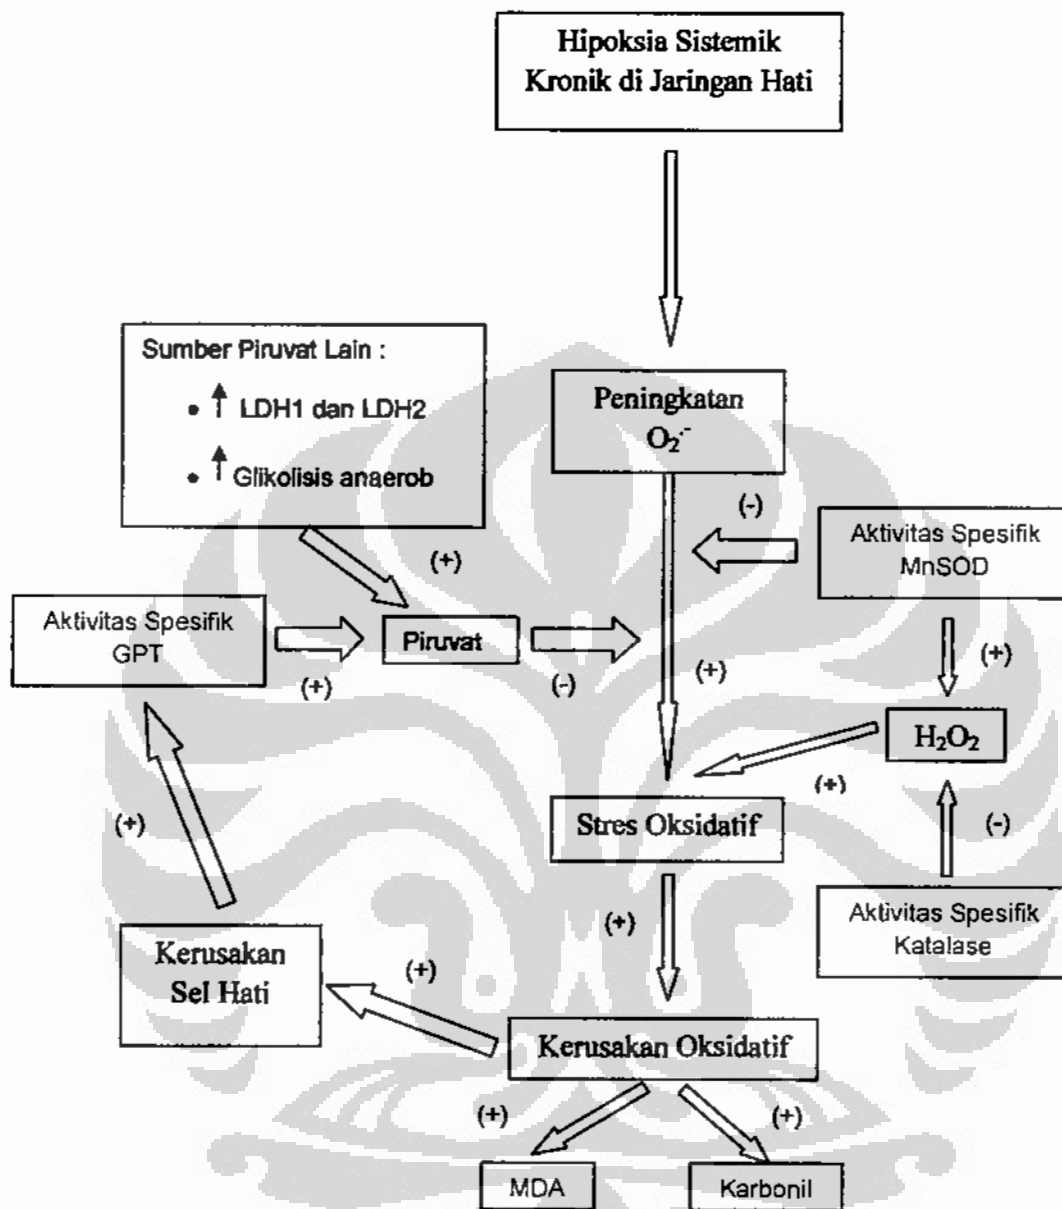 Hipoksia Sistemik
Kronik di Jaringan Hati
Sumber Piruvat Lain :
• ↑ LDH1 dan LDH2
• ↑ Glikolisis anaerob
Peningkatan
O₂·⁻
(-)
Aktivitas Spesifik
MnSOD
(+)
Aktivitas Spesifik
GPT
(+)
Piruvat
(-)
(+)
(+)
H₂O₂
(+)
Stres Oksidatif
(-)
(+)
(+)
Aktivitas Spesifik
Katalase
Kerusakan
Sel Hati
(+)
Kerusakan Oksidatif
(+)
(+)
MDA
Karbonil